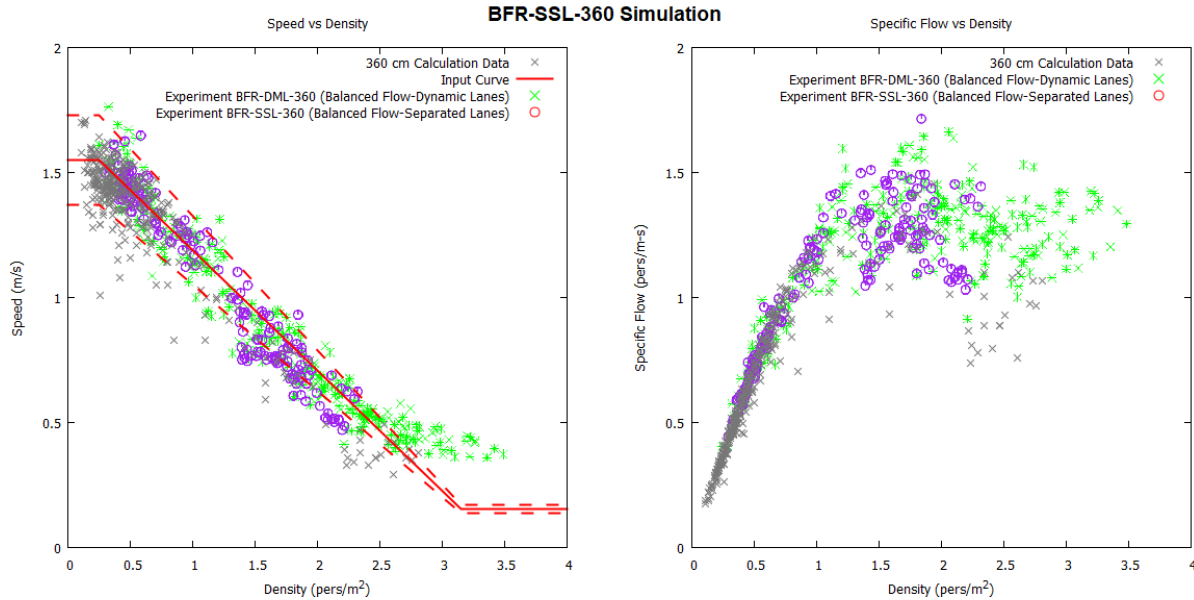 BFR-SSL-360 Simulation
Speed vs Density
2
1.5
1
0.5
0
Speed (m/s)
360 cm Calculation Data
Input Curve
Experiment BFR-DML-360 (Balanced Flow-Dynamic Lanes)
Experiment BFR-SSL-360 (Balanced Flow-Separated Lanes)
0 0.5 1 1.5 2 2.5 3 3.5 4
Density (pers/m²)
Specific Flow vs Density
2
1.5
1
0.5
0
Specific Flow (pers/m-s)
360 cm Calculation Data
Experiment BFR-DML-360 (Balanced Flow-Dynamic Lanes)
Experiment BFR-SSL-360 (Balanced Flow-Separated Lanes)
0 0.5 1 1.5 2 2.5 3 3.5 4
Density (pers/m²)